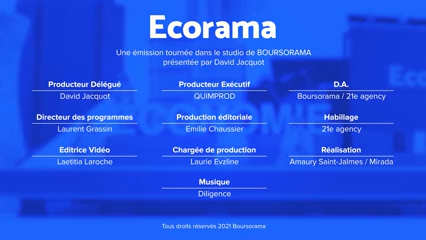 Ecorama
Une émission tournée dans le studio de BOURSORAMA
présentée par David Jacquot
Producteur Délégué
David Jacquot
Producteur Exécutif
QUIMPROD
D.A.
Boursorama / 21e agency
Directeur des programmes
Laurent Grassin
Production éditoriale
Emilie Chaussier
Habillage
21e agency
Editrice Vidéo
Laetitia Laroche
Chargée de production
Laurie Evzline
Réalisation
Amaury Saint-Jalmes / Mirada
Musique
Diligence
Tous droits réservés 2021 Boursorama